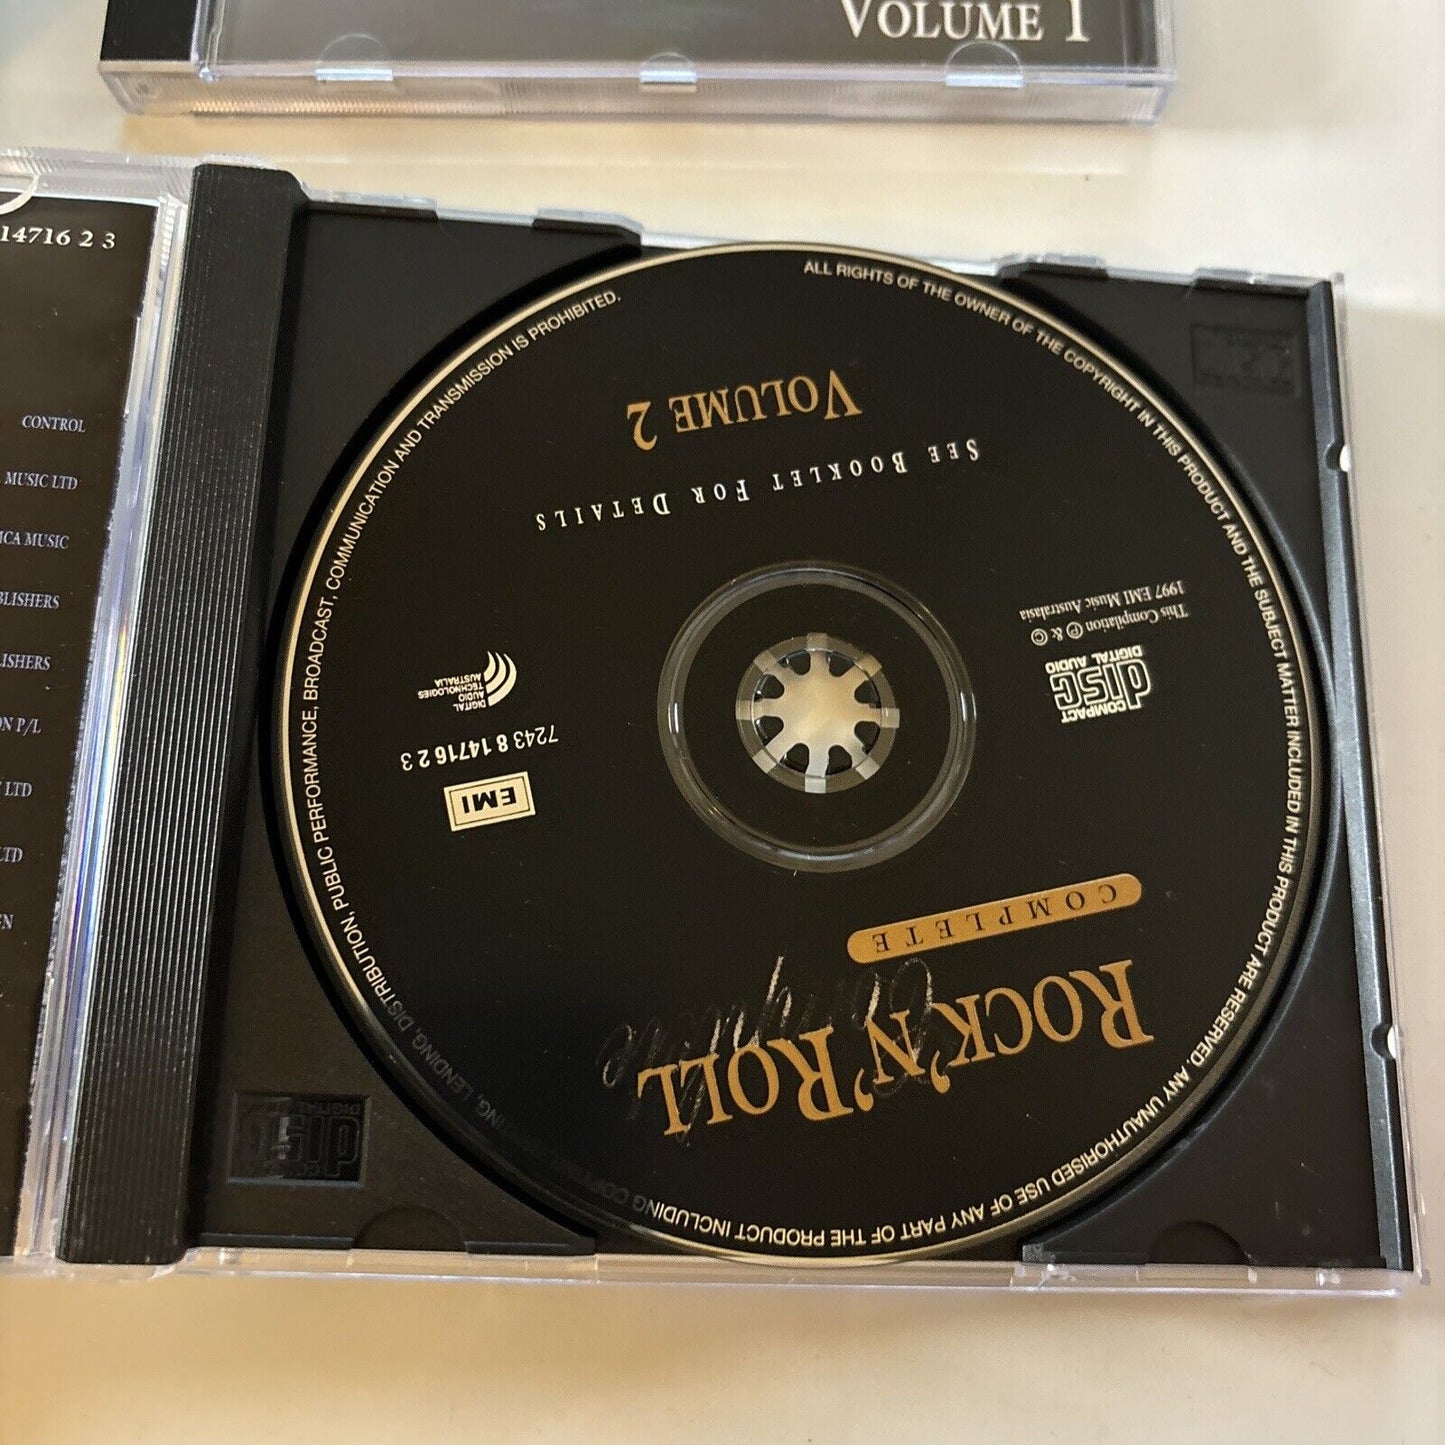 VOLUME 1
14716 2 3
CONTROL
MUSIC LTD
MCA MUSIC
P/L
LTD
LTD
ROCK 'N' ROLL
COMPLETE
EMI
7243 8 14716 2 3
DIGITAL
AUDIO
TECHNOLOGIES
AUSTRALIA
COMPACT
disc
DIGITAL AUDIO
This Compilation ℗ & ©
1997 EMI Music Australasia
SEE BOOKLET FOR DETAILS
VOLUME 2
ALL RIGHTS OF THE OWNER OF THE COPYRIGHT IN THIS PRODUCT AND THE SUBJECT MATTER INCLUDED IN THIS PRODUCT ARE RESERVED. ANY UNAUTHORISED USE OF ANY PART OF THE PRODUCT INCLUDING COPYING, LENDING, DISTRIBUTION, PUBLIC PERFORMANCE, BROADCAST, COMMUNICATION AND TRANSMISSION IS PROHIBITED.
disc